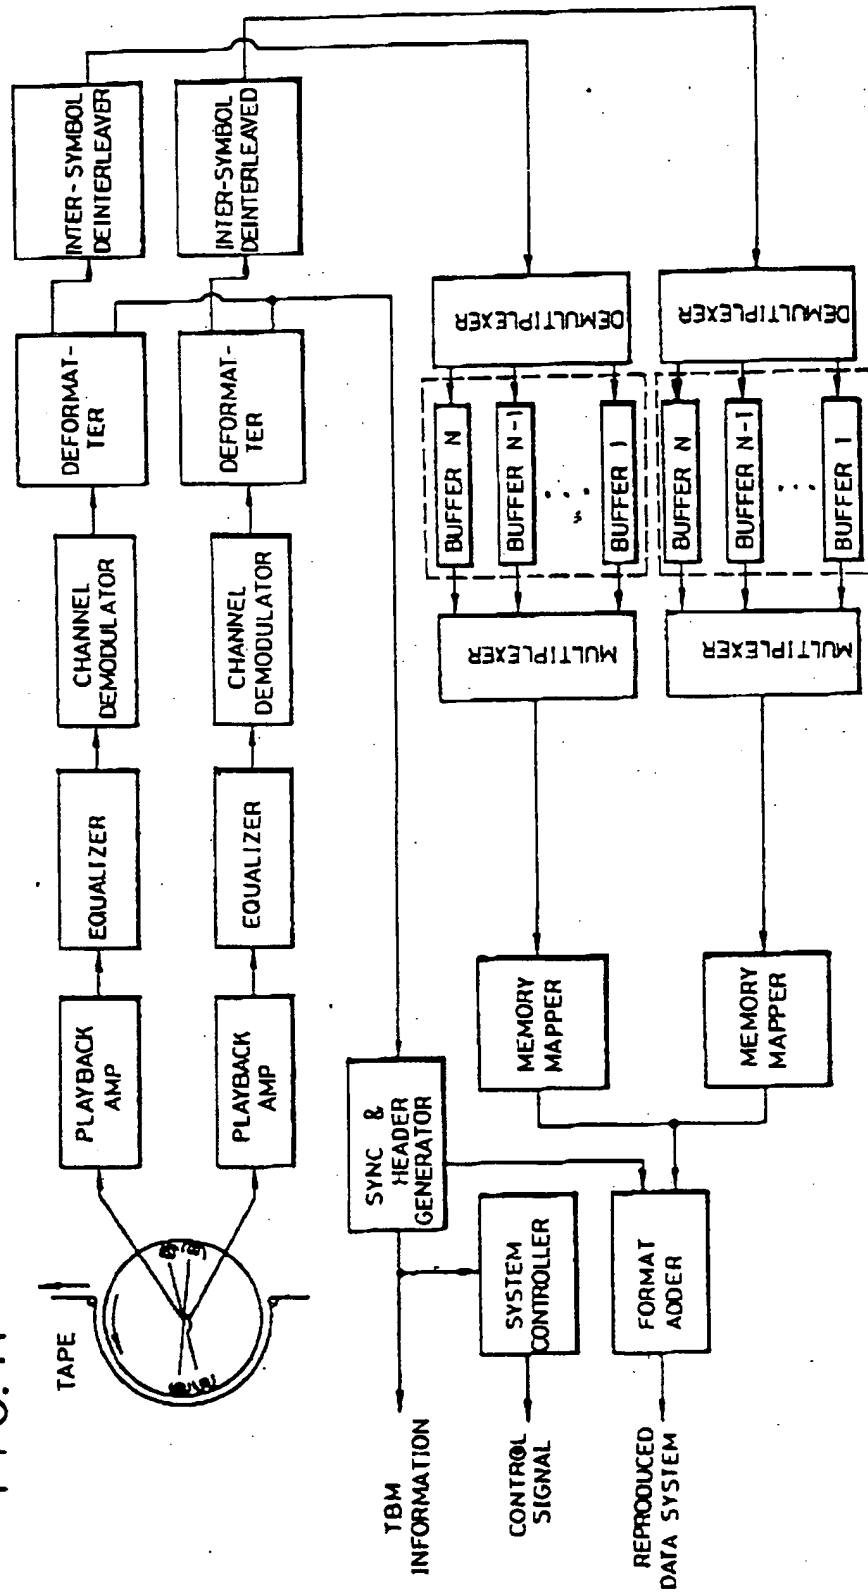 TAPE
PLAYBACK
AMP
EQUALIZER
CHANNEL
DEMODULATOR
DEFORMAT-
TER
INTER-SYMBOL
DEINTERLEAVER
PLAYBACK
AMP
EQUALIZER
CHANNEL
DEMODULATOR
DEFORMAT-
TER
INTER-SYMBOL
DEINTERLEAVED
TBM
INFORMATION
SYNC &
HEADER
GENERATOR
CONTROL
SIGNAL
SYSTEM
CONTROLLER
REPRODUCED
DATA SYSTEM
FORMAT
ADDER
MEMORY
MAPPER
MULTIPLEXER
BUFFER N
BUFFER N-1
BUFFER 1
DEMULTIPLEXER
MEMORY
MAPPER
MULTIPLEXER
BUFFER N
BUFFER N-1
BUFFER 1
DEMULTIPLEXER